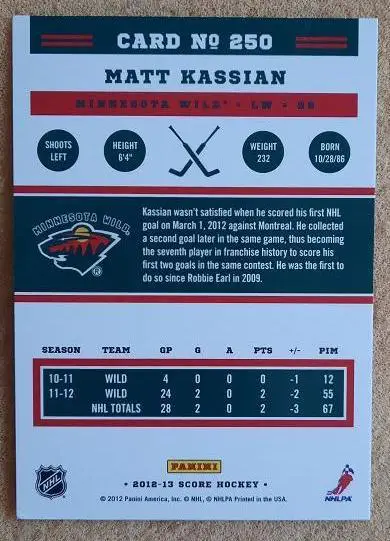 CARD Nº 250
MATT KASSIAN
MINNESOTA WILD® • LW •
SHOOTS LEFT
HEIGHT 6'4"
WEIGHT 232
BORN 10/28/86
MINNESOTA WILD.
®
Kassian wasn't satisfied when he scored his first NHL
goal on March 1, 2012 against Montreal. He collected
a second goal later in the same game, thus becoming
the seventh player in franchise history to score his
first two goals in the same contest. He was the first to
do so since Robbie Earl in 2009.
SEASON TEAM GP G A PTS +/- PIM
10-11 WILD 4 0 0 0 -1 12
11-12 WILD 24 2 0 2 -2 55
NHL TOTALS 28 2 0 2 -3 67
PANINI
• 2012-13 SCORE HOCKEY •
© 2012 Panini America, Inc. © NHL, © NHLPA Printed in the USA.
NHL
NHLPA